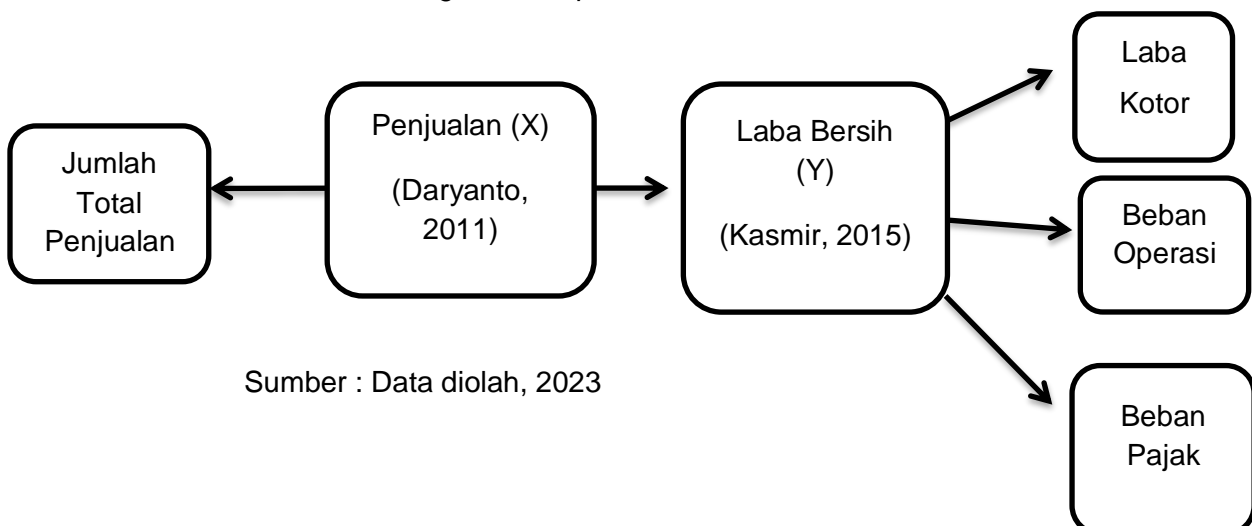 Jumlah
Total
Penjualan
Penjualan (X)
(Daryanto,
2011)
Laba Bersih
(Y)
(Kasmir, 2015)
Laba
Kotor
Beban
Operasi
Beban
Pajak
Sumber : Data diolah, 2023